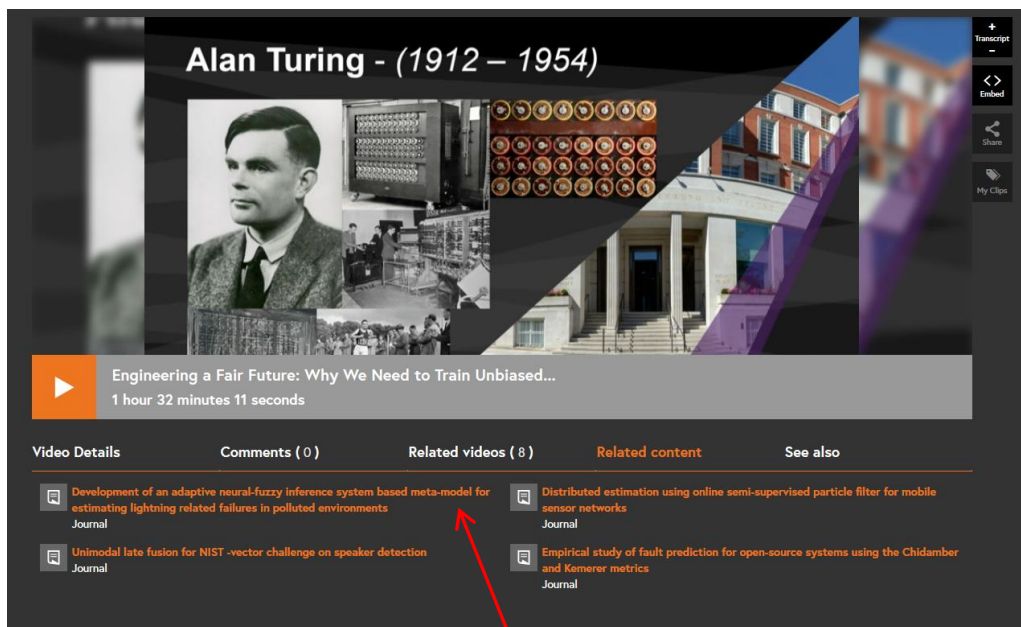 Alan Turing - (1912 – 1954)
+
Transcript
–
< >
Embed
Share
My Clips
Engineering a Fair Future: Why We Need to Train Unbiased...
1 hour 32 minutes 11 seconds
Video Details
Comments ( 0 )
Related videos ( 8 )
Related content
See also
Development of an adaptive neural-fuzzy inference system based meta-model for
estimating lightning related failures in polluted environments
Journal
Distributed estimation using online semi-supervised particle filter for mobile
sensor networks
Journal
Unimodal late fusion for NIST -vector challenge on speaker detection
Journal
Empirical study of fault prediction for open-source systems using the Chidamber
and Kemerer metrics
Journal